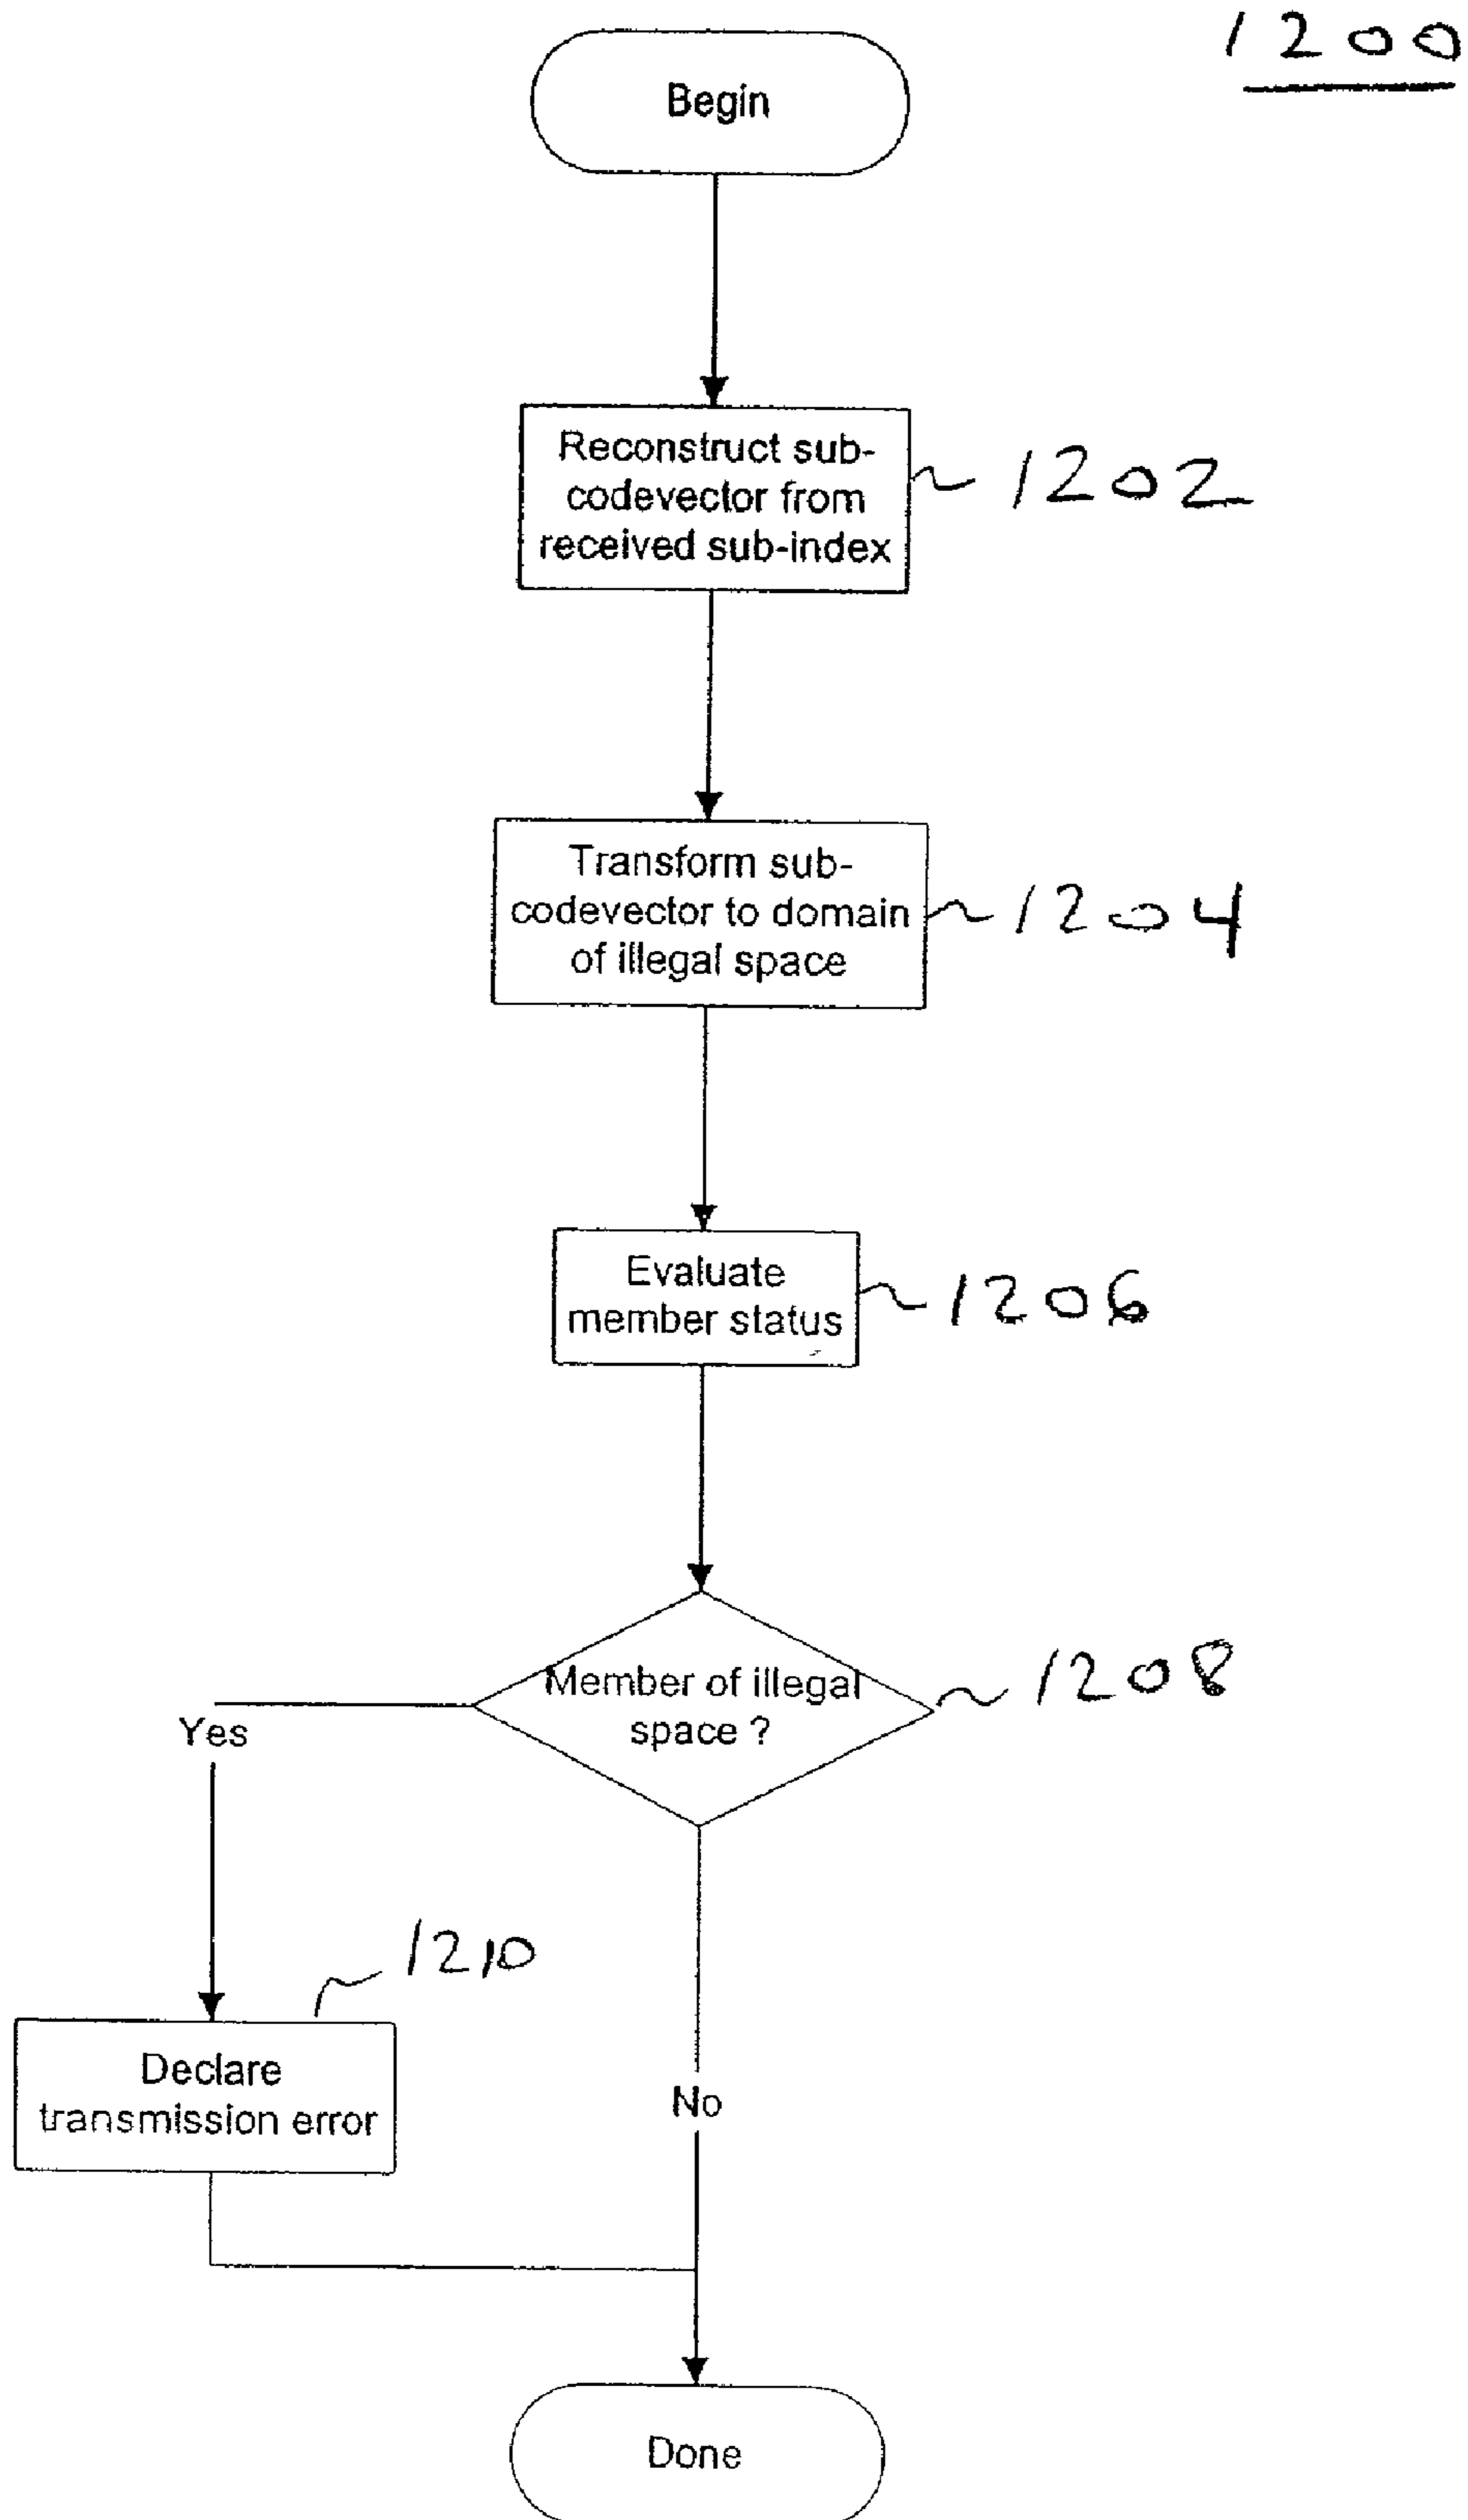 1200
Begin
Reconstruct sub-
codevector from
received sub-index
1202
Transform sub-
codevector to domain
of illegal space
1204
Evaluate
member status
1206
Member of illegal
space ?
1208
Yes
1210
Declare
transmission error
No
Done